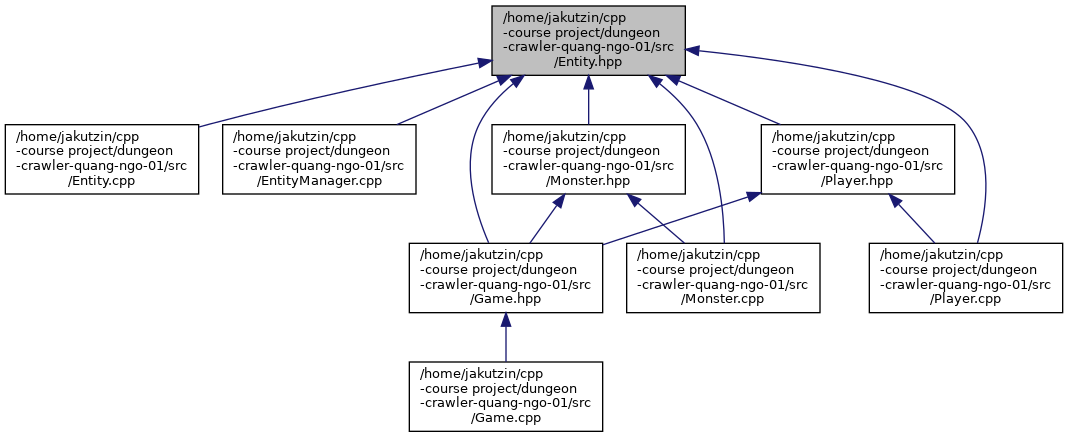 /home/jakutzin/cpp
-course project/dungeon
-crawler-quang-ngo-01/src
/Entity.hpp
/home/jakutzin/cpp
-course project/dungeon
-crawler-quang-ngo-01/src
/Entity.cpp
/home/jakutzin/cpp
-course project/dungeon
-crawler-quang-ngo-01/src
/EntityManager.cpp
/home/jakutzin/cpp
-course project/dungeon
-crawler-quang-ngo-01/src
/Monster.hpp
/home/jakutzin/cpp
-course project/dungeon
-crawler-quang-ngo-01/src
/Player.hpp
/home/jakutzin/cpp
-course project/dungeon
-crawler-quang-ngo-01/src
/Game.hpp
/home/jakutzin/cpp
-course project/dungeon
-crawler-quang-ngo-01/src
/Monster.cpp
/home/jakutzin/cpp
-course project/dungeon
-crawler-quang-ngo-01/src
/Player.cpp
/home/jakutzin/cpp
-course project/dungeon
-crawler-quang-ngo-01/src
/Game.cpp